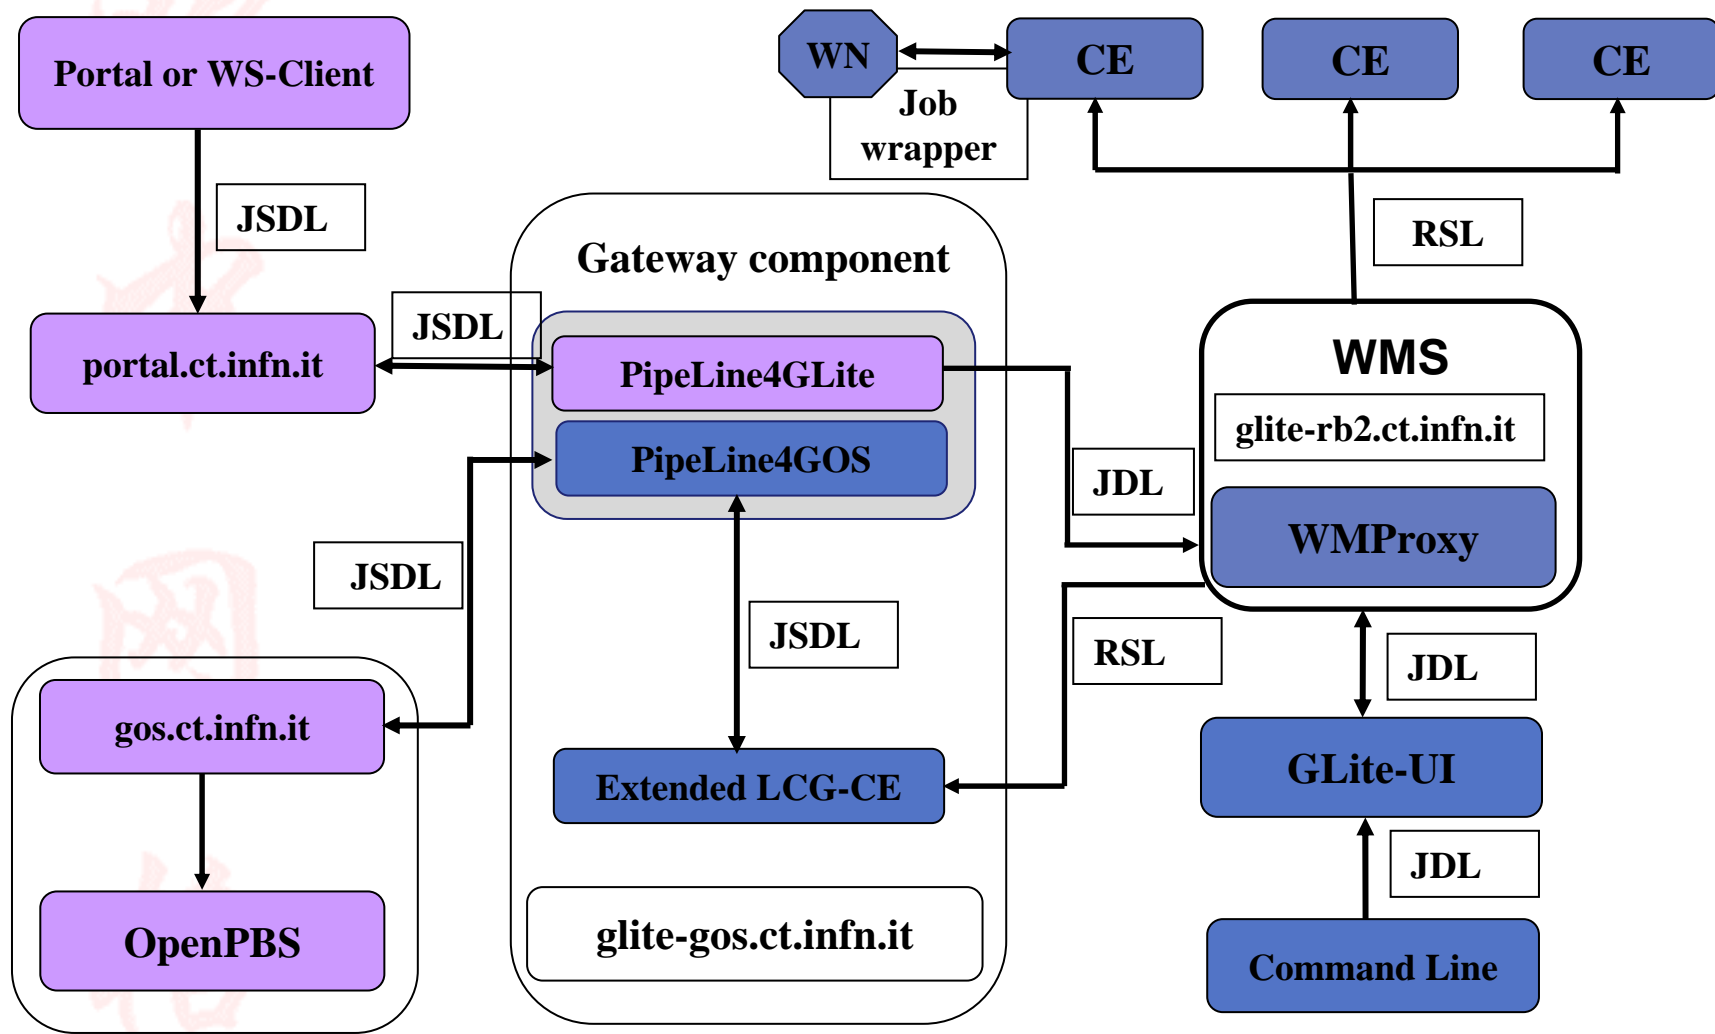 Portal or WS-Client
WN
CE
CE
CE
Job
wrapper
JSDL
RSL
Gateway component
JSDL
portal.ct.infn.it
PipeLine4GLite
WMS
glite-rb2.ct.infn.it
PipeLine4GOS
JDL
WMProxy
JSDL
JSDL
RSL
JDL
gos.ct.infn.it
Extended LCG-CE
GLite-UI
JDL
OpenPBS
glite-gos.ct.infn.it
Command Line